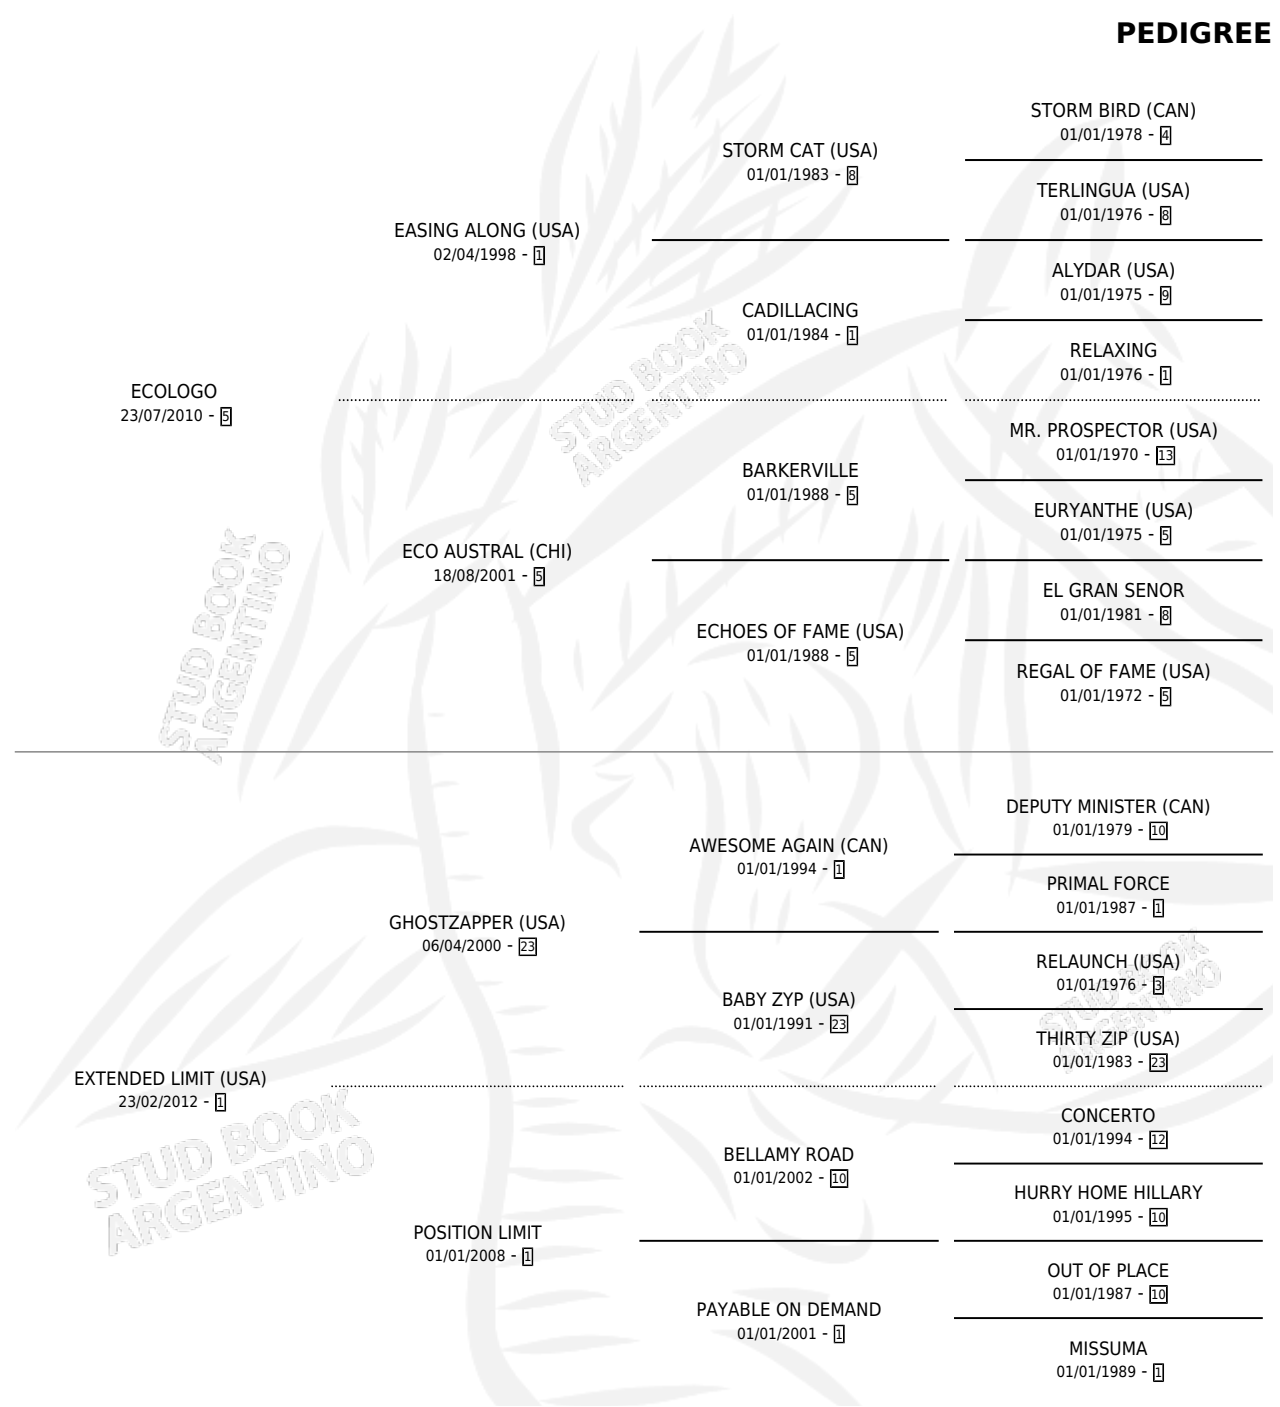 PEDIGREE
STORM BIRD (CAN)
01/01/1978 - 4
STORM CAT (USA)
01/01/1983 - 8
TERLINGUA (USA)
01/01/1976 - 8
EASING ALONG (USA)
02/04/1998 - 1
ALYDAR (USA)
01/01/1975 - 9
CADILLACING
01/01/1984 - 1
RELAXING
01/01/1976 - 1
ECOLOGO
23/07/2010 - 5
MR. PROSPECTOR (USA)
01/01/1970 - 13
BARKERVILLE
01/01/1988 - 5
EURYANTHE (USA)
01/01/1975 - 5
ECO AUSTRAL (CHI)
18/08/2001 - 5
EL GRAN SENOR
01/01/1981 - 8
ECHOES OF FAME (USA)
01/01/1988 - 5
REGAL OF FAME (USA)
01/01/1972 - 5
DEPUTY MINISTER (CAN)
01/01/1979 - 10
AWESOME AGAIN (CAN)
01/01/1994 - 1
PRIMAL FORCE
01/01/1987 - 1
GHOSTZAPPER (USA)
06/04/2000 - 23
RELAUNCH (USA)
01/01/1976 - 3
BABY ZYP (USA)
01/01/1991 - 23
THIRTY ZIP (USA)
01/01/1983 - 23
EXTENDED LIMIT (USA)
23/02/2012 - 1
CONCERTO
01/01/1994 - 12
BELLAMY ROAD
01/01/2002 - 10
HURRY HOME HILLARY
01/01/1995 - 10
POSITION LIMIT
01/01/2008 - 1
OUT OF PLACE
01/01/1987 - 10
PAYABLE ON DEMAND
01/01/2001 - 1
MISSUMA
01/01/1989 - 1
STUD BOOK
ARGENTINO
STUD BOOK
ARGENTINO
STUD BOOK
ARGENTINO
STUD BOOK
ARGENTINO